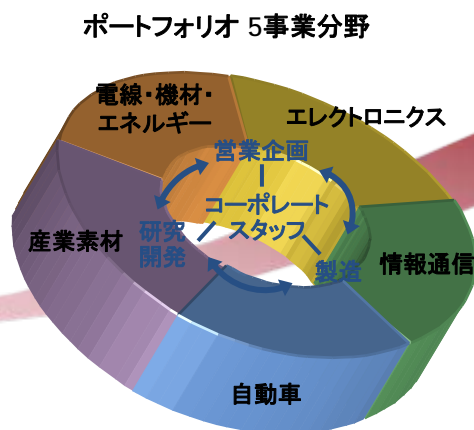 ポートフォリオ 5事業分野
電線・機材・
エネルギー
エレクトロニクス
営業企画
コーポレート
スタッフ
研究
開発
製造
産業素材
情報通信
自動車